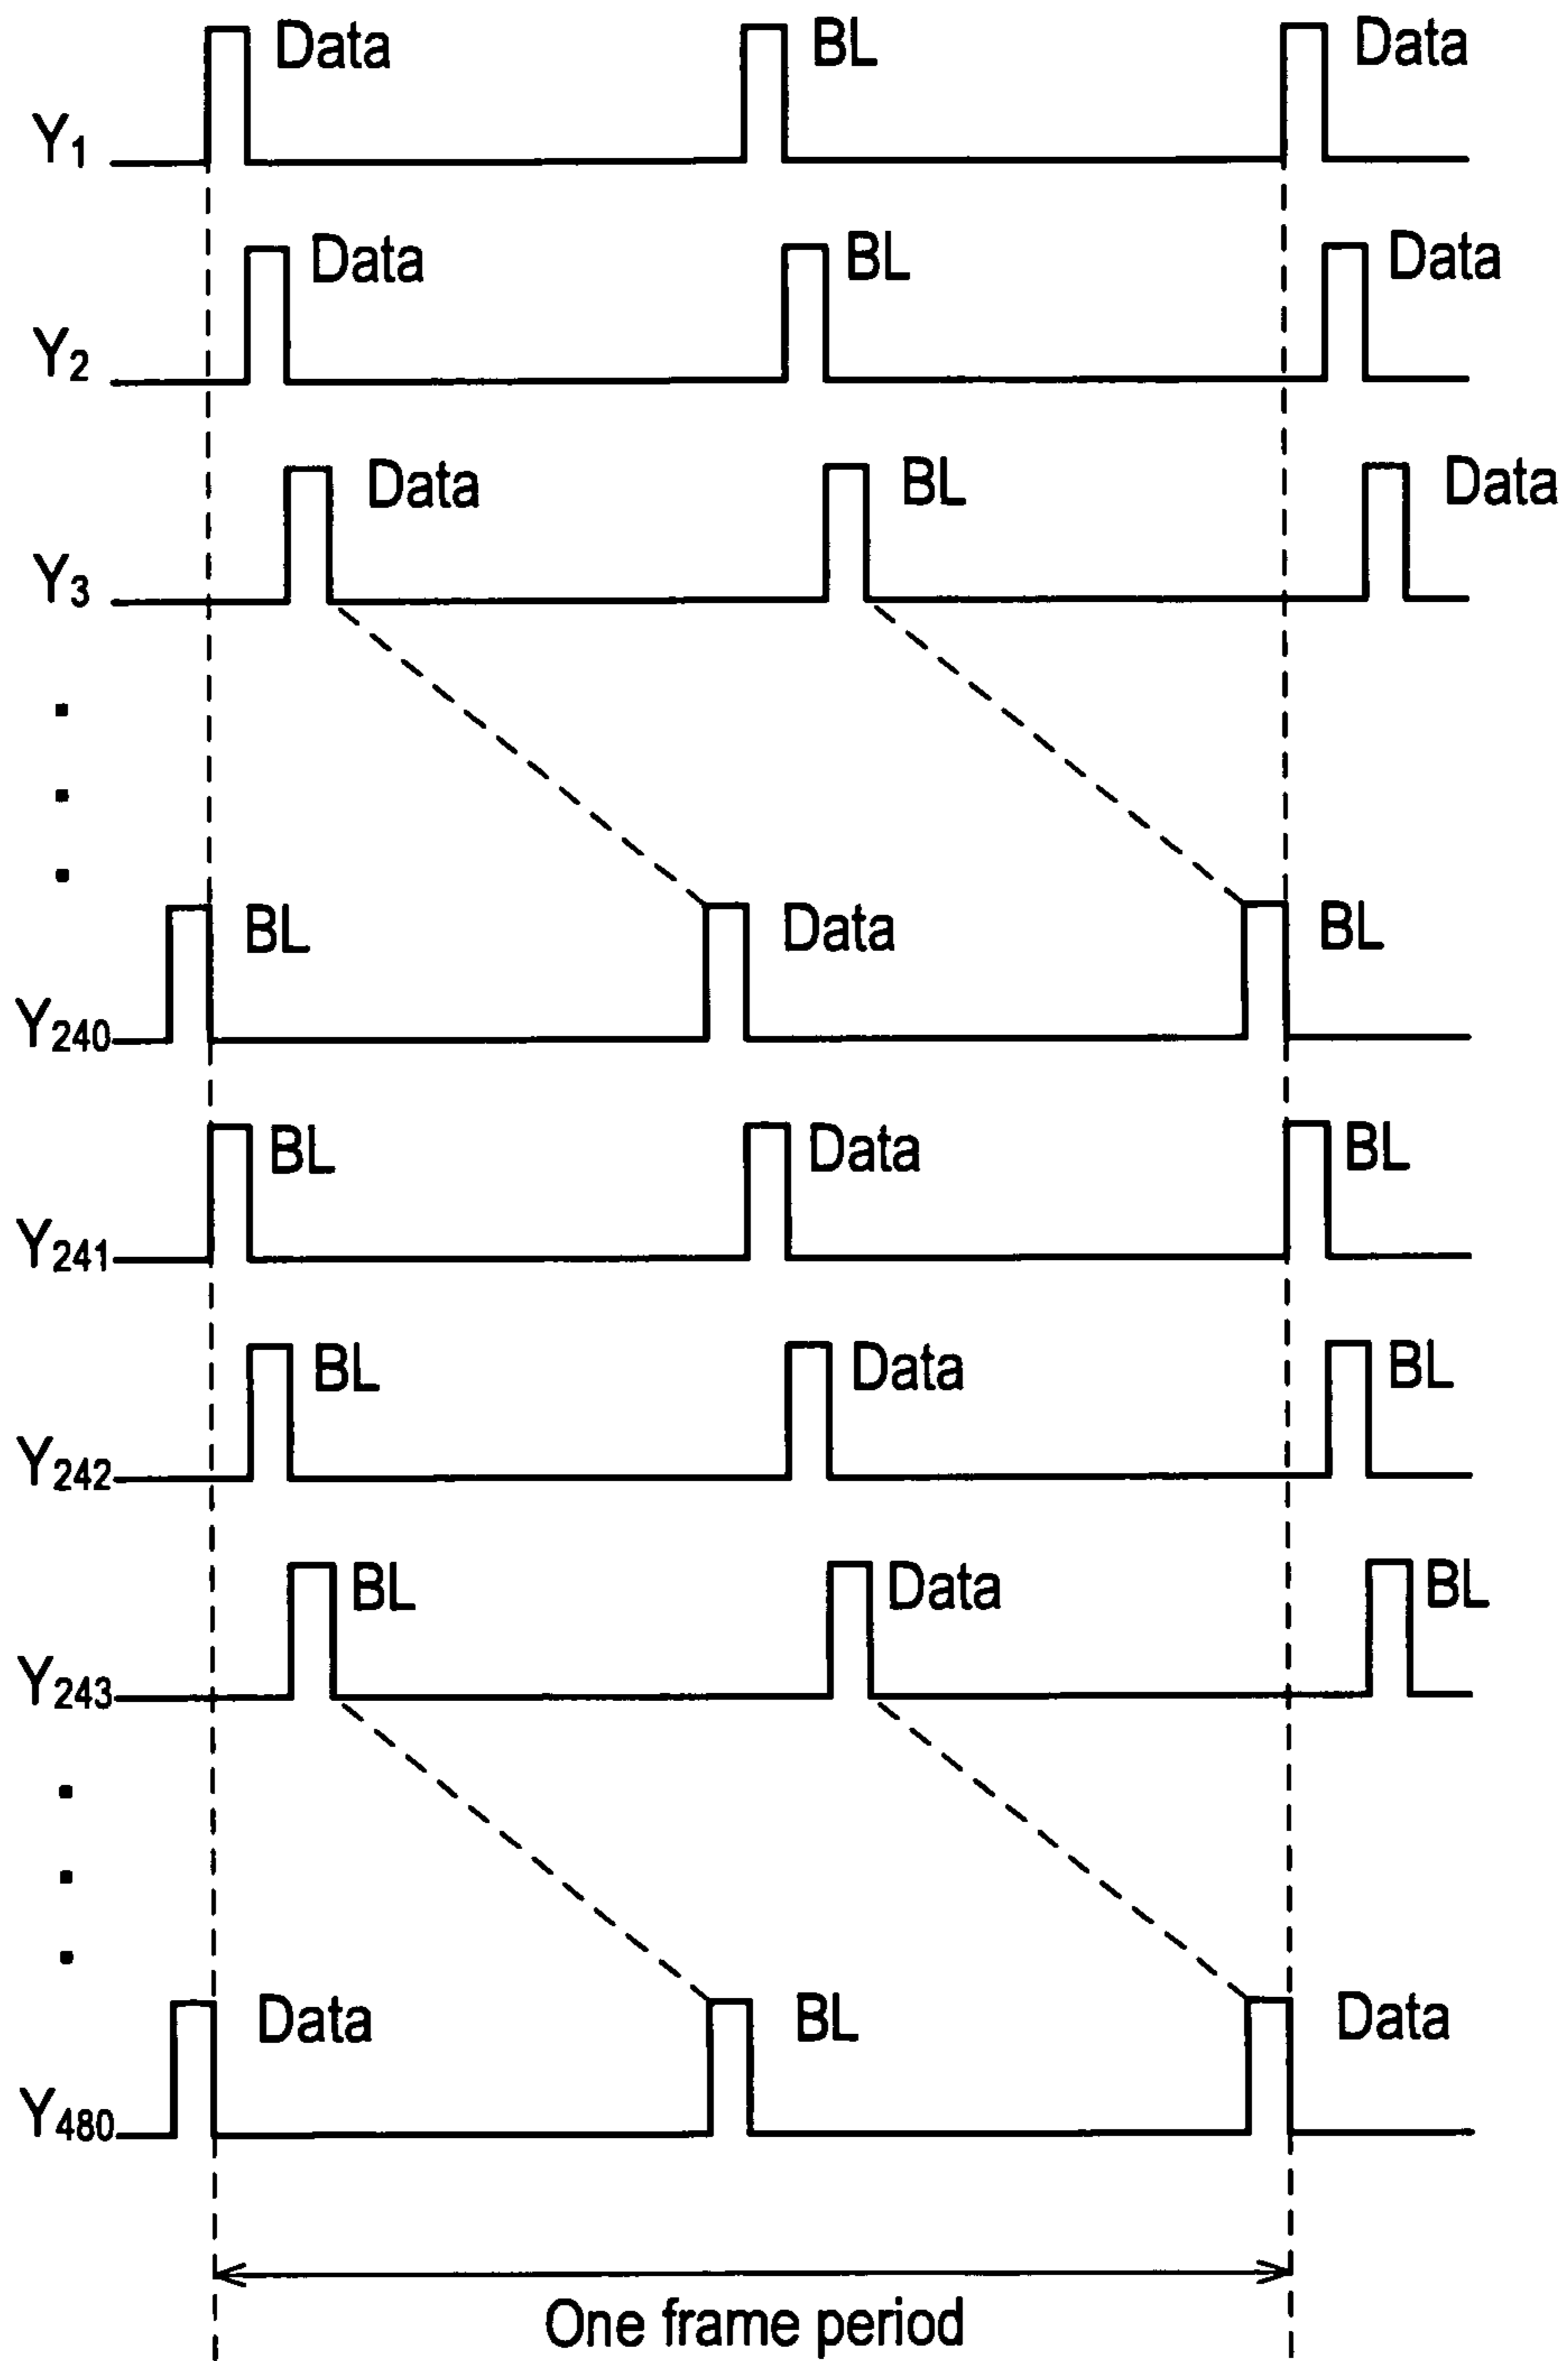 Data BL Data
Y1
Data BL Data
Y2
Data BL Data
Y3
BL Data BL
Y240
BL Data BL
Y241
BL Data BL
Y242
BL Data BL
Y243
Data BL Data
Y480
One frame period